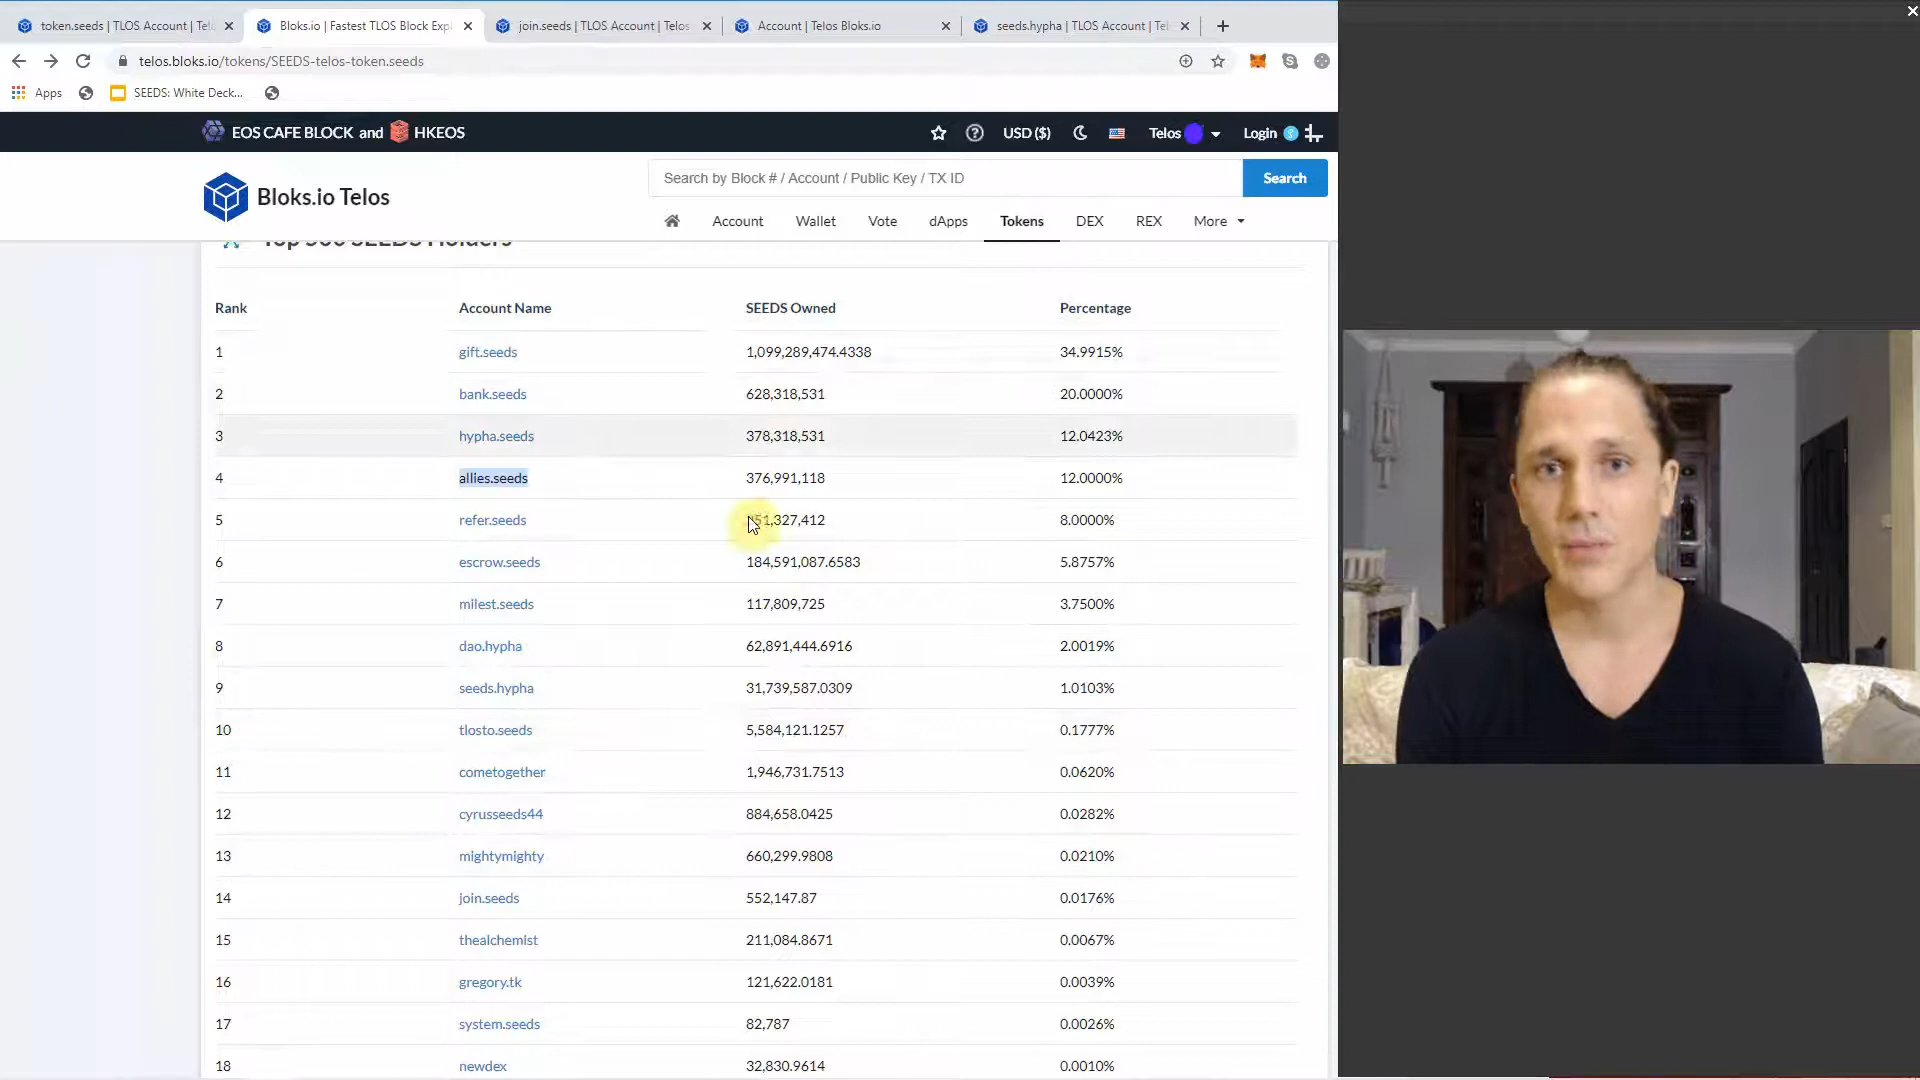 token.seeds | TLOS Account | Tel
Bloks.io | Fastest TLOS Block Expl
join.seeds | TLOS Account | Telos
Account | Telos Bloks.io
seeds.hypha | TLOS Account | Tel
telos.bloks.io/tokens/SEEDS-telos-token.seeds
Apps
SEEDS: White Deck...
EOS CAFE BLOCK and HKEOS
USD ($)
Telos
Login
Bloks.io Telos
Search by Block # / Account / Public Key / TX ID
Search
Account Wallet Vote dApps Tokens DEX REX More
SEEDS Holders
Rank Account Name SEEDS Owned Percentage
1 gift.seeds 1,099,289,474.4338 34.9915%
2 bank.seeds 628,318,531 20.0000%
3 hypha.seeds 378,318,531 12.0423%
4 allies.seeds 376,991,118 12.0000%
5 refer.seeds 51,327,412 8.0000%
6 escrow.seeds 184,591,087.6583 5.8757%
7 milest.seeds 117,809,725 3.7500%
8 dao.hypha 62,891,444.6916 2.0019%
9 seeds.hypha 31,739,587.0309 1.0103%
10 tlosto.seeds 5,584,121.1257 0.1777%
11 cometogether 1,946,731.7513 0.0620%
12 cyrusseeds44 884,658.0425 0.0282%
13 mightymighty 660,299.9808 0.0210%
14 join.seeds 552,147.87 0.0176%
15 thealchemist 211,084.8671 0.0067%
16 gregory.tk 121,622.0181 0.0039%
17 system.seeds 82,787 0.0026%
18 newdex 32,830.9614 0.0010%